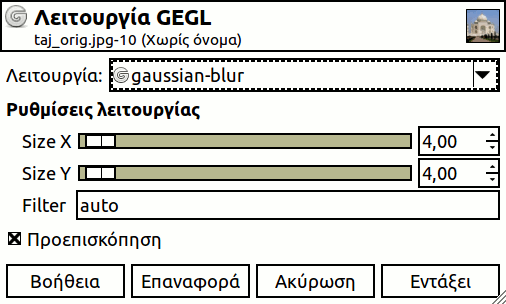 Λειτουργία GEGL
taj_orig.jpg-10 (Χωρίς όνομα)
Λειτουργία: gaussian-blur
Ρυθμίσεις λειτουργίας
Size X 4,00
Size Y 4,00
Filter auto
Προεπισκόπηση
Βοήθεια Επαναφορά Ακύρωση Εντάξει